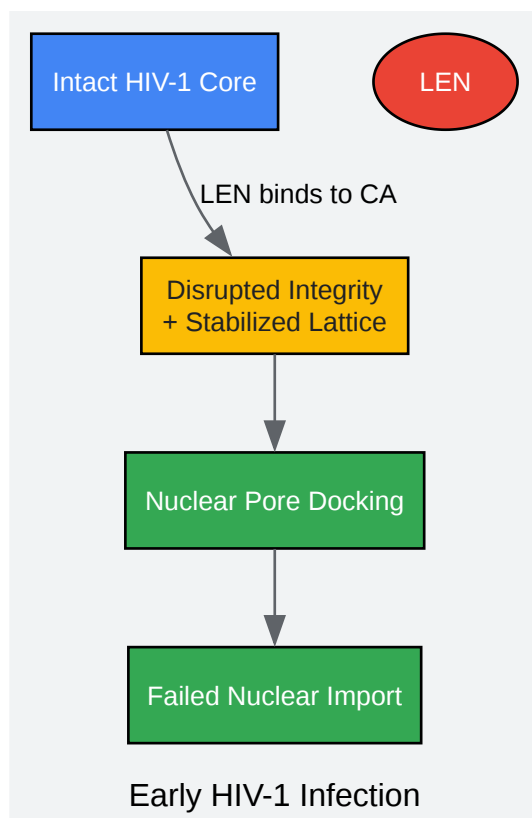 Intact HIV-1 Core
LEN
LEN binds to CA
Disrupted Integrity
+ Stabilized Lattice
Nuclear Pore Docking
Failed Nuclear Import
Early HIV-1 Infection